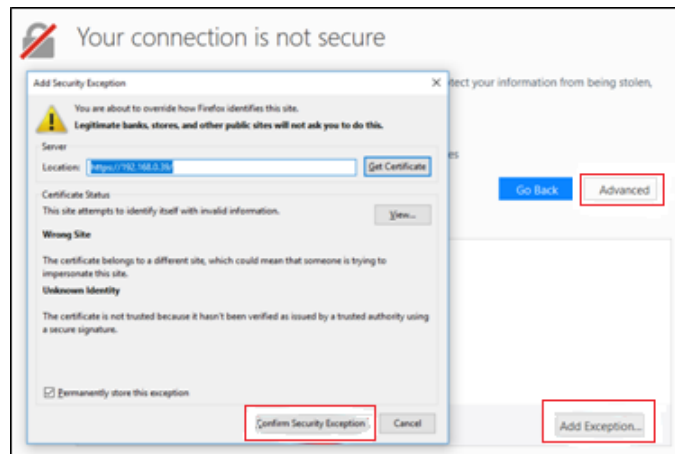 Your connection is not secure
Add Security Exception
tect your information from being stolen,
You are about to override how Firefox identifies this site.
Legitimate banks, stores, and other public sites will not ask you to do this.
Server
Location: https://192.168.0.39/ Get Certificate
es
Go Back Advanced
Certificate Status
This site attempts to identify itself with invalid information. View...
Wrong Site
The certificate belongs to a different site, which could mean that someone is trying to
impersonate this site.
Unknown Identity
The certificate is not trusted because it hasn't been verified as issued by a trusted authority using
a secure signature.
Permanently store this exception
Confirm Security Exception Cancel
Add Exception...